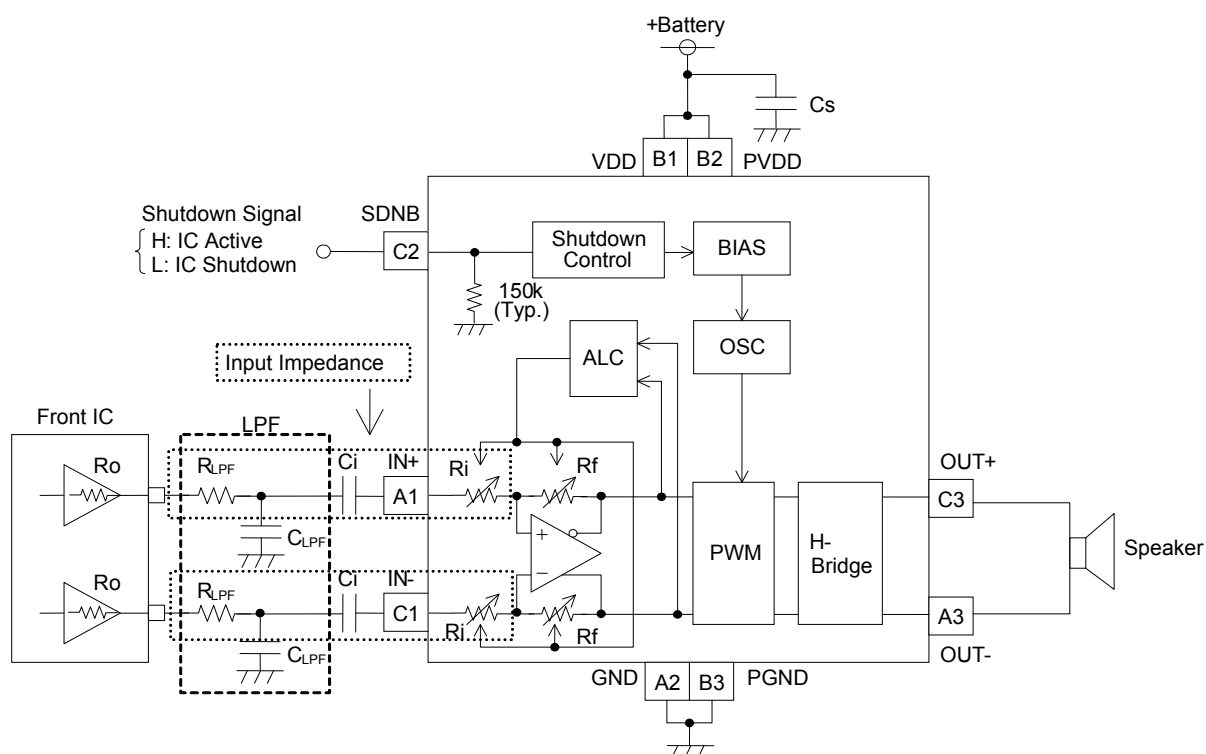 +Battery
Cs
VDD
B1
B2
PVDD
Shutdown Signal
H: IC Active
L: IC Shutdown
SDNB
C2
Shutdown
Control
BIAS
150k
(Typ.)
OSC
ALC
Input Impedance
Front IC
LPF
Ro
RLPF
Ci
IN+
A1
Ri
Rf
OUT+
C3
CLPF
+
−
PWM
H-
Bridge
Speaker
Ro
RLPF
Ci
IN-
C1
Ri
Rf
A3
OUT-
CLPF
GND
A2
B3
PGND